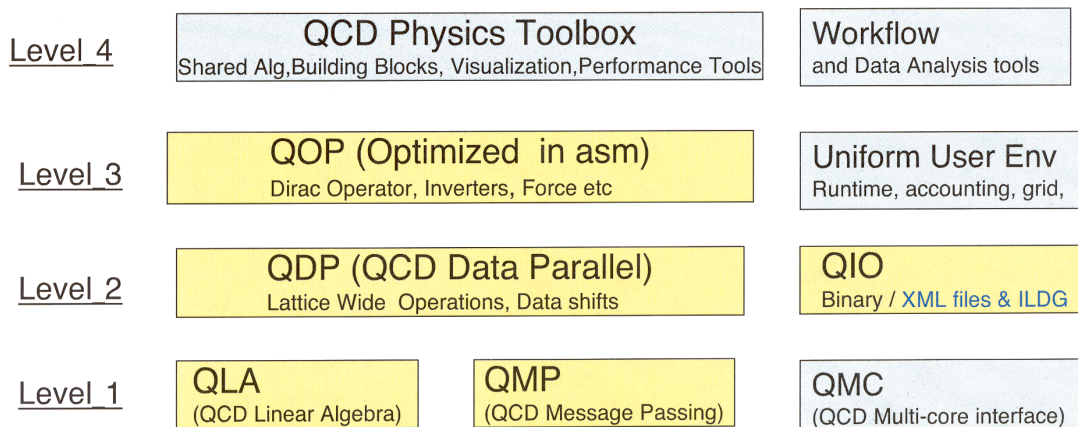 Level_4
QCD Physics Toolbox
Shared Alg,Building Blocks, Visualization,Performance Tools
Workflow
and Data Analysis tools
Level_3
QOP (Optimized in asm)
Dirac Operator, Inverters, Force etc
Uniform User Env
Runtime, accounting, grid,
Level_2
QDP (QCD Data Parallel)
Lattice Wide Operations, Data shifts
QIO
Binary / XML files & ILDG
Level_1
QLA
(QCD Linear Algebra)
QMP
(QCD Message Passing)
QMC
(QCD Multi-core interface)